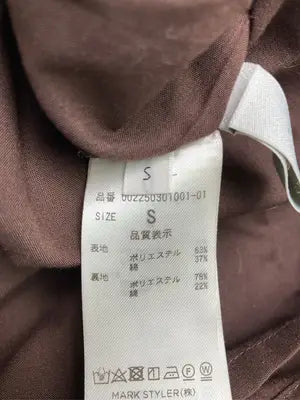 S
品番 002250301001-01
SIZE S
品質表示
表地 ポリエステル 63%
綿 37%
裏地 ポリエステル 78%
綿 22%
MARK STYLER(株)